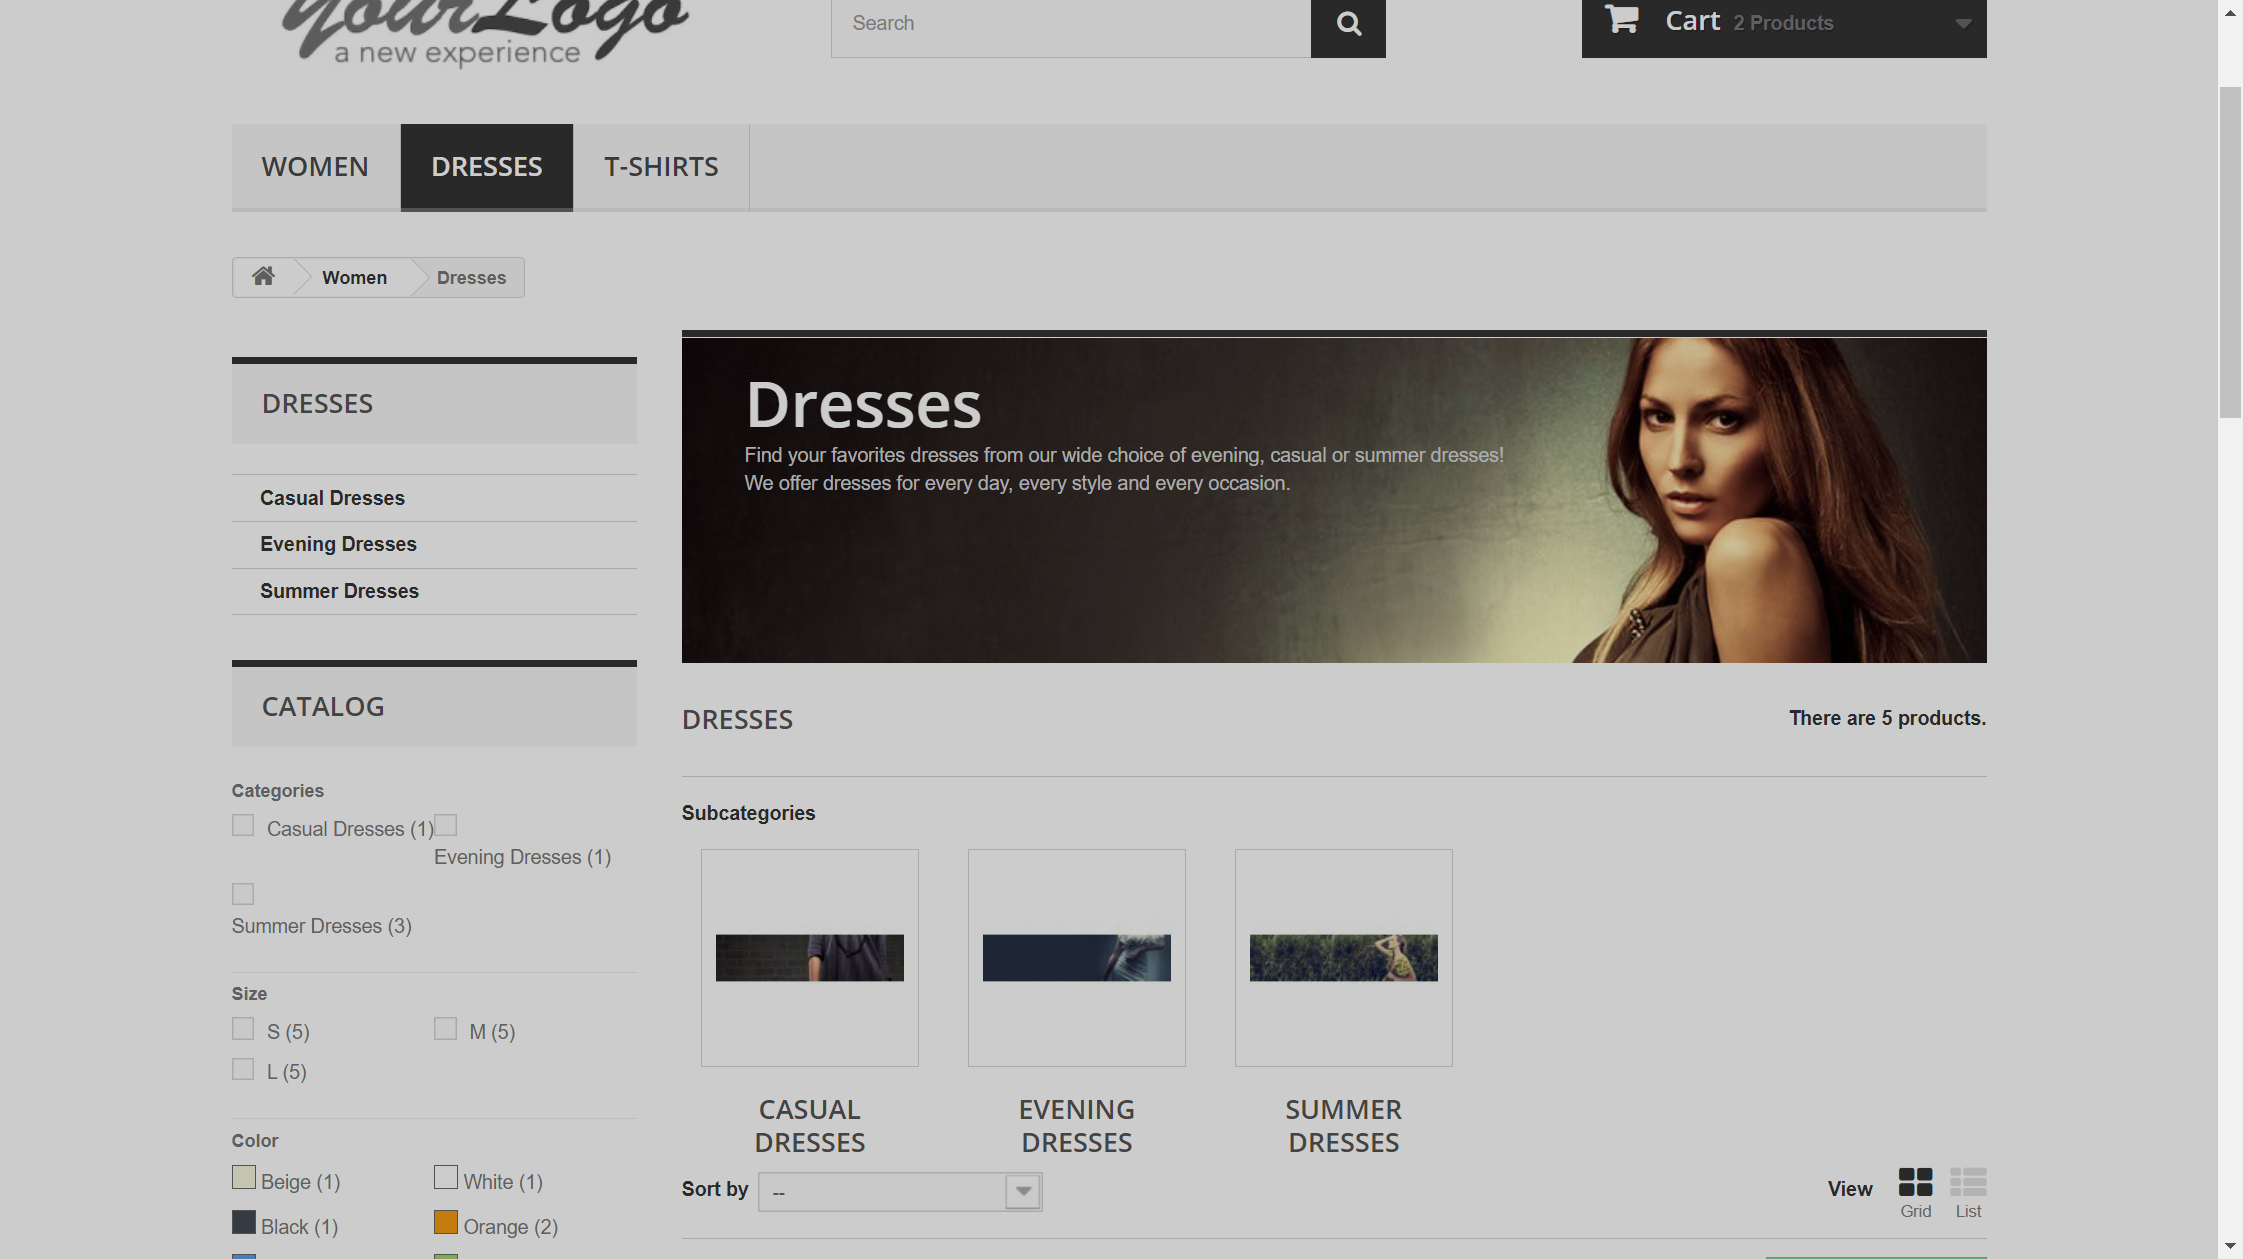 YourLogo
a new experience
Search
Cart 2 Products
WOMEN
DRESSES
T-SHIRTS
Women
Dresses
DRESSES
Casual Dresses
Evening Dresses
Summer Dresses
CATALOG
Categories
Casual Dresses (1)
Evening Dresses (1)
Summer Dresses (3)
Size
S (5)
M (5)
L (5)
Color
Beige (1)
White (1)
Black (1)
Orange (2)
Dresses
Find your favorites dresses from our wide choice of evening, casual or summer dresses!
We offer dresses for every day, every style and every occasion.
DRESSES
There are 5 products.
Subcategories
CASUAL
DRESSES
EVENING
DRESSES
SUMMER
DRESSES
Sort by
--
View
Grid
List